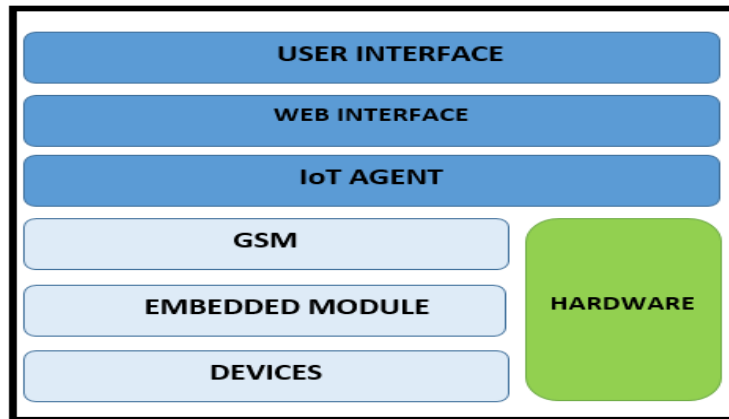 USER INTERFACE
WEB INTERFACE
IoT AGENT
GSM
EMBEDDED MODULE
HARDWARE
DEVICES